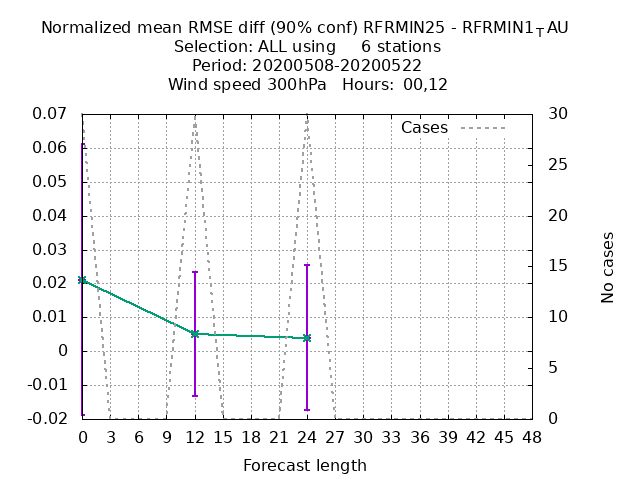 Normalized mean RMSE diff (90% conf) RFRMIN25 - RFRMIN1_TAU
Selection: ALL using     6 stations
Period: 20200508-20200522
Wind speed 300hPa   Hours:  00,12
Cases
0.07
0.06
0.05
0.04
0.03
0.02
0.01
0
-0.01
-0.02
30
25
20
15
10
5
0
No cases
0 3 6 9 12 15 18 21 24 27 30 33 36 39 42 45 48
Forecast length